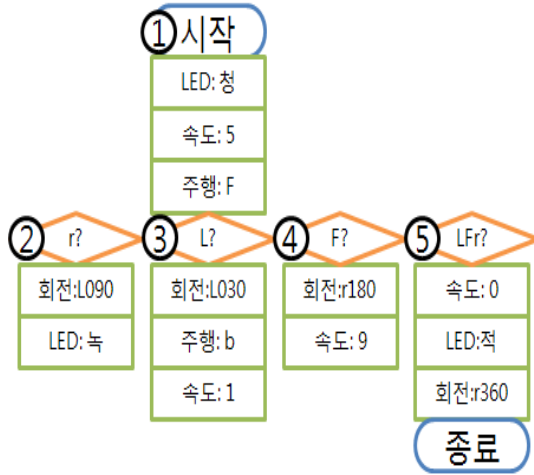 ① 시작
LED: 청
속도: 5
주행: F
② r?
회전:L090
LED: 녹
③ L?
회전:L030
주행: b
속도: 1
④ F?
회전:r180
속도: 9
⑤ LFr?
속도: 0
LED:적
회전:r360
종료